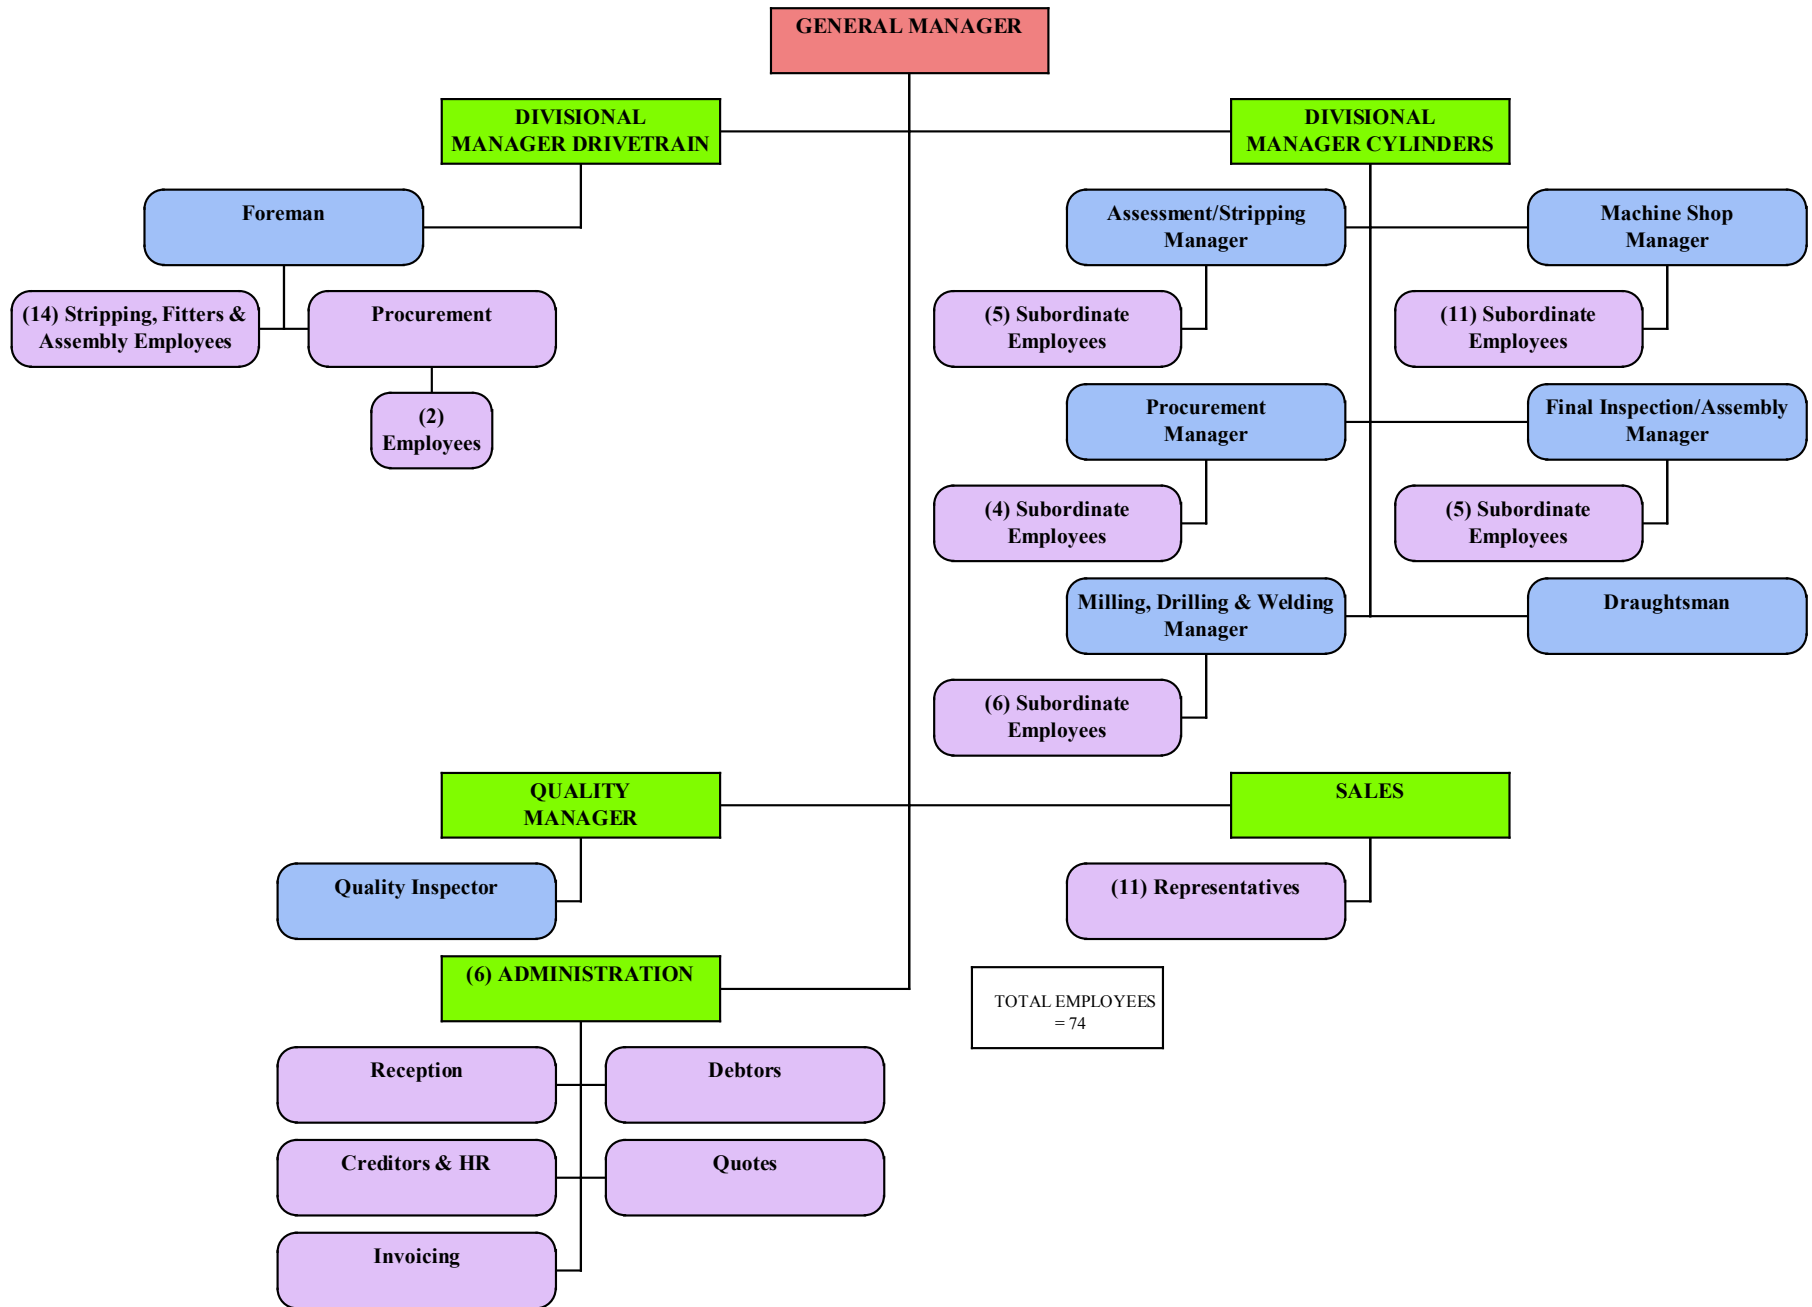 GENERAL MANAGER
DIVISIONAL
MANAGER DRIVETRAIN
DIVISIONAL
MANAGER CYLINDERS
Foreman
Assessment/Stripping
Manager
Machine Shop
Manager
(14) Stripping, Fitters &
Assembly Employees
Procurement
(5) Subordinate
Employees
(11) Subordinate
Employees
(2)
Employees
Procurement
Manager
Final Inspection/Assembly
Manager
(4) Subordinate
Employees
(5) Subordinate
Employees
Milling, Drilling & Welding
Manager
Draughtsman
(6) Subordinate
Employees
QUALITY
MANAGER
SALES
Quality Inspector
(11) Representatives
(6) ADMINISTRATION
TOTAL EMPLOYEES
= 74
Reception
Debtors
Creditors & HR
Quotes
Invoicing